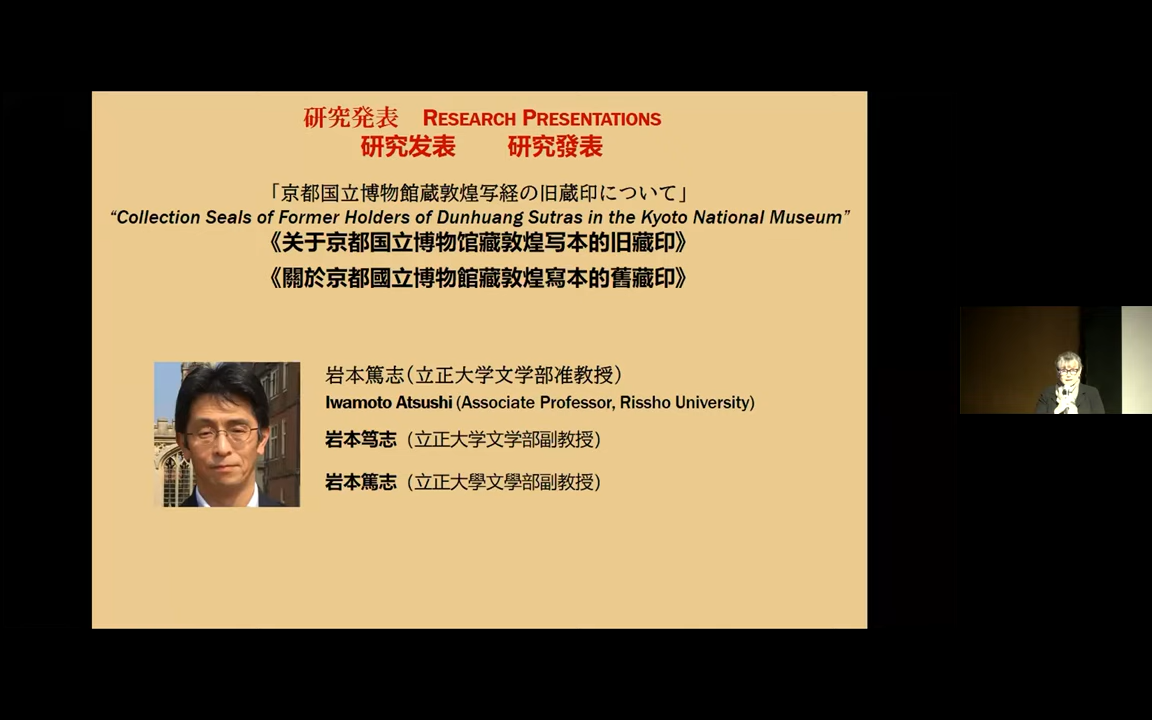 研究発表 RESEARCH PRESENTATIONS
研究发表 研究發表
「京都国立博物館蔵敦煌写経の旧蔵印について」
“Collection Seals of Former Holders of Dunhuang Sutras in the Kyoto National Museum”
《关于京都国立博物馆藏敦煌写本的旧藏印》
《關於京都國立博物館藏敦煌寫本的舊藏印》
岩本篤志（立正大学文学部准教授）
Iwamoto Atsushi (Associate Professor, Rissho University)
岩本笃志（立正大学文学部副教授）
岩本篤志（立正大學文學部副教授）